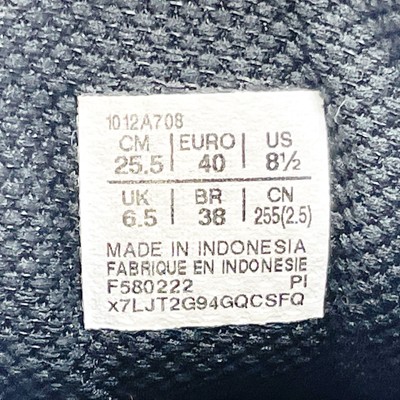 1012A708
CM | EURO | US
25.5 | 40 | 8½
UK | BR | CN
6.5 | 38 | 255(2.5)
MADE IN INDONESIA
FABRIQUE EN INDONESIE
F580222 PI
X7LJT2G94GQCSFQ